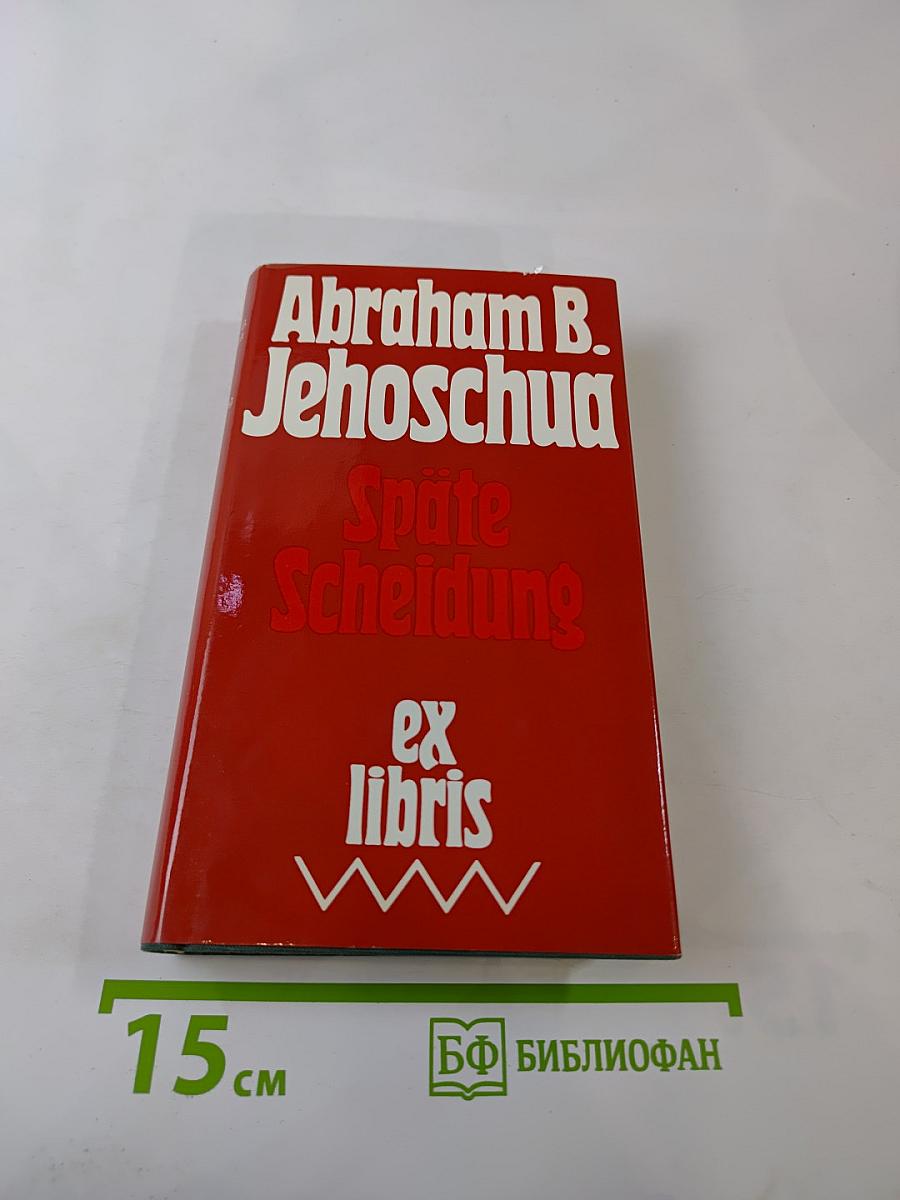 Abraham B.
Jehoschua
Späte
Scheidung
ex
libris
15 см
БФ БИБЛИОФАН